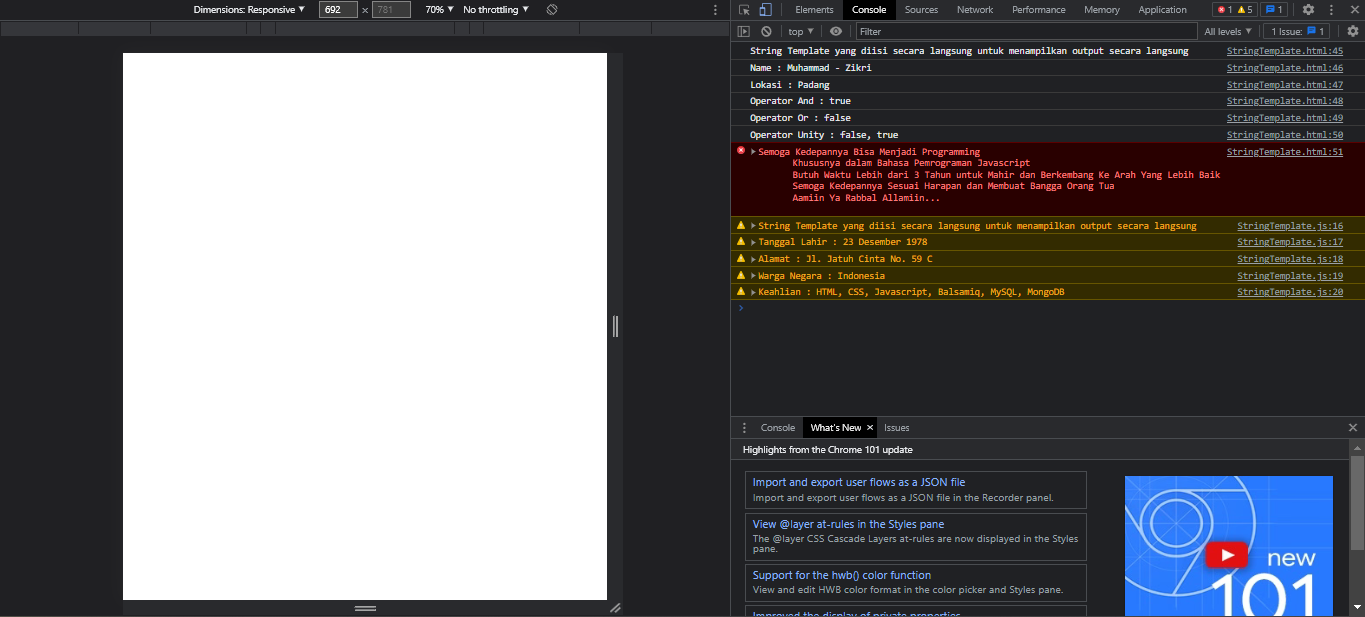 Dimensions: Responsive ▼ 692 × 781 70% ▼ No throttling ▼
Elements Console Sources Network Performance Memory Application 1 5 1
top ▼ Filter All levels ▼ 1 Issue: 1
String Template yang diisi secara langsung untuk menampilkan output secara langsung StringTemplate.html:45
Name : Muhammad - Zikri StringTemplate.html:46
Lokasi : Padang StringTemplate.html:47
Operator And : true StringTemplate.html:48
Operator Or : false StringTemplate.html:49
Operator Unity : false, true StringTemplate.html:50
Semoga Kedepannya Bisa Menjadi Programming StringTemplate.html:51
Khususnya dalam Bahasa Pemrograman Javascript
Butuh Waktu Lebih dari 3 Tahun untuk Mahir dan Berkembang Ke Arah Yang Lebih Baik
Semoga Kedepannya Sesuai Harapan dan Membuat Bangga Orang Tua
Aamiin Ya Rabbal Allamiin...
String Template yang diisi secara langsung untuk menampilkan output secara langsung StringTemplate.js:16
Tanggal Lahir : 23 Desember 1978 StringTemplate.js:17
Alamat : Jl. Jatuh Cinta No. 59 C StringTemplate.js:18
Warga Negara : Indonesia StringTemplate.js:19
Keahlian : HTML, CSS, Javascript, Balsamiq, MySQL, MongoDB StringTemplate.js:20
Console What's New × Issues
Highlights from the Chrome 101 update
Import and export user flows as a JSON file
Import and export user flows as a JSON file in the Recorder panel.
View @layer at-rules in the Styles pane
The @layer CSS Cascade Layers at-rules are now displayed in the Styles
pane.
Support for the hwb() color function
View and edit HWB color format in the color picker and Styles pane.
Improved the display of private properties
new
101